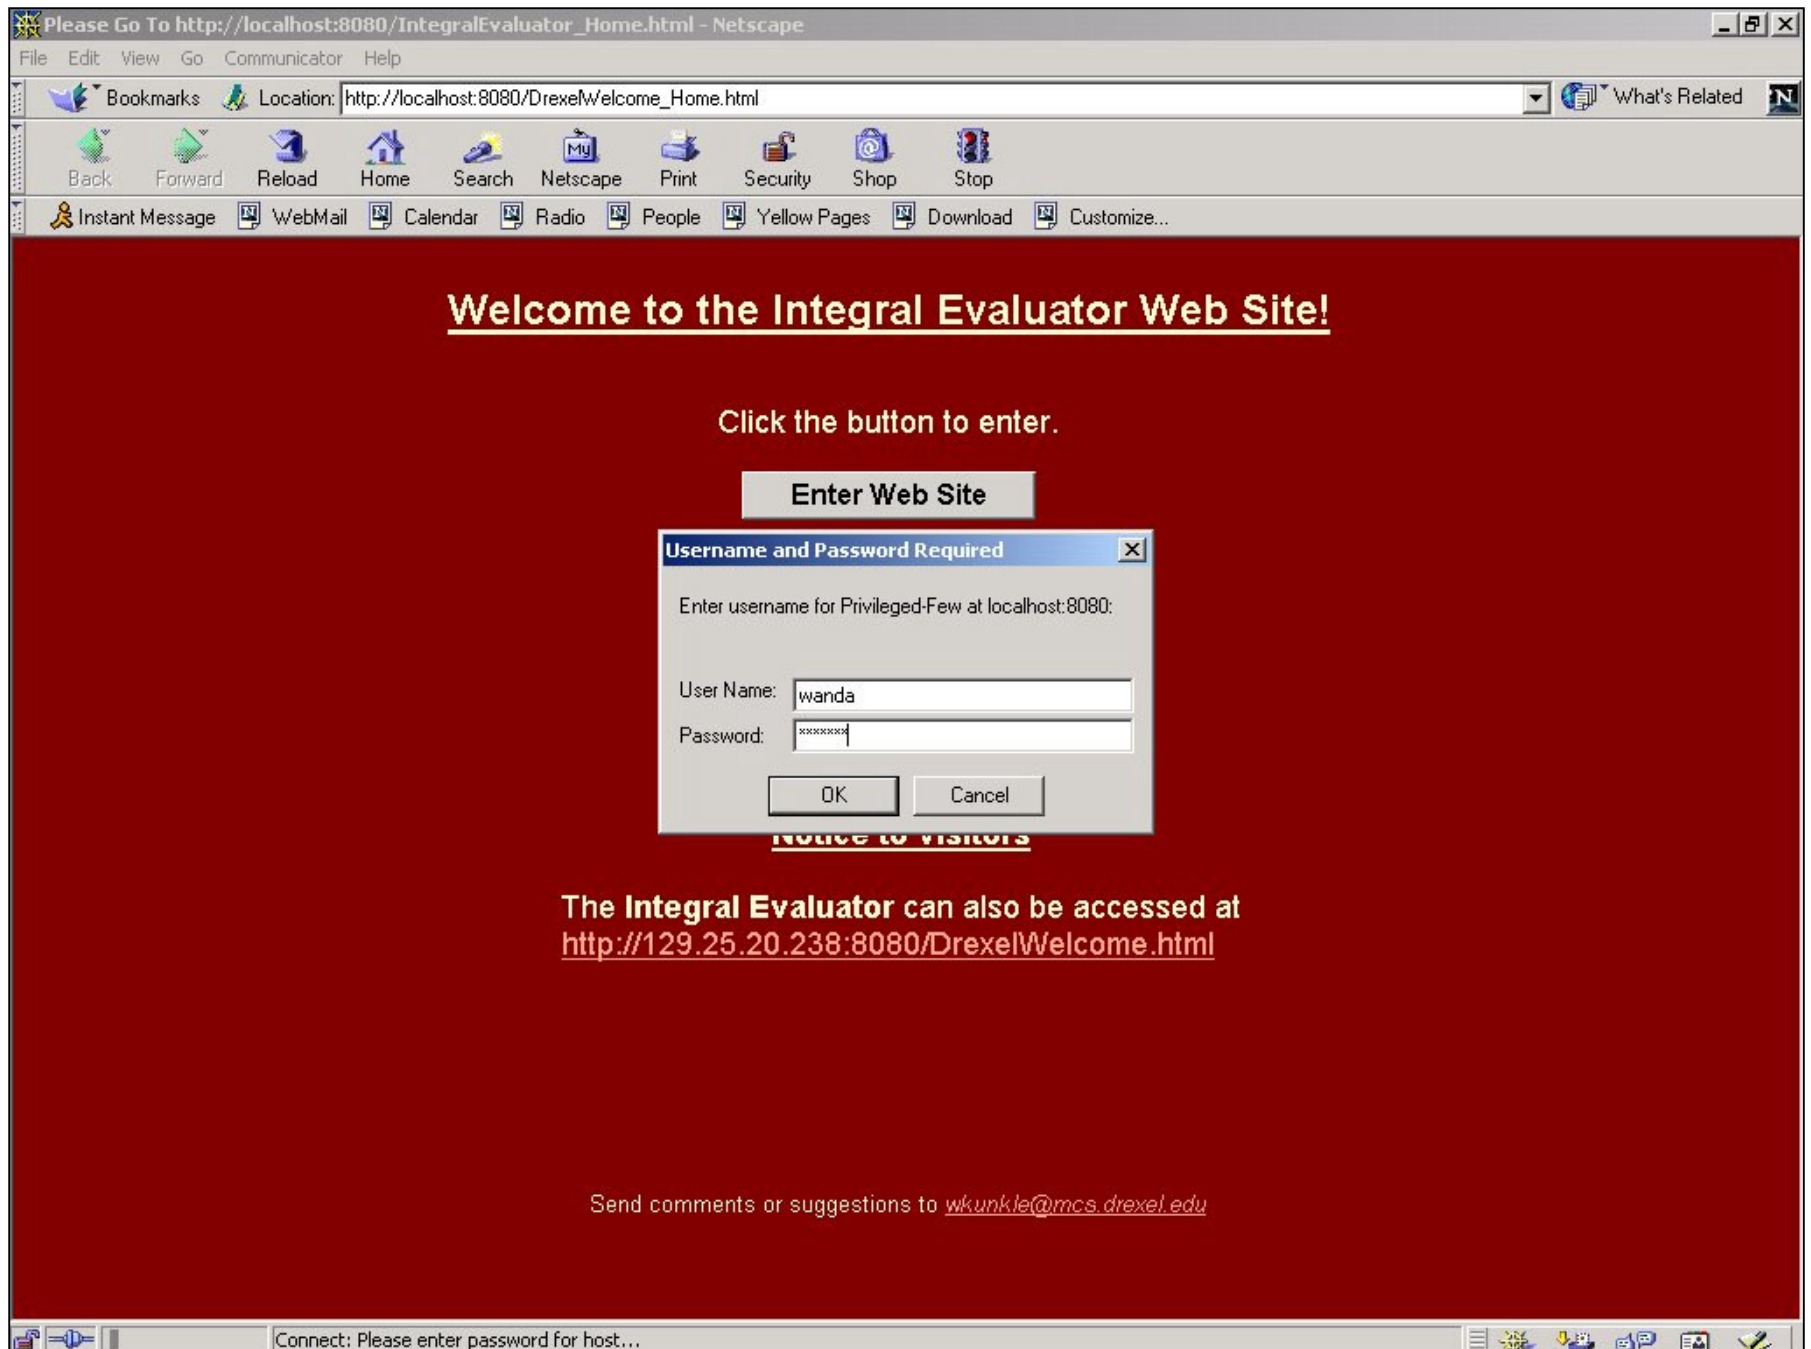 Please Go To http://localhost:8080/IntegralEvaluator_Home.html - Netscape
File Edit View Go Communicator Help
Bookmarks Location: http://localhost:8080/DrexelWelcome_Home.html What's Related N
My
Back Forward Reload Home Search Netscape Print Security Shop Stop
Instant Message WebMail Calendar Radio People Yellow Pages Download Customize...
Welcome to the Integral Evaluator Web Site!
Click the button to enter.
Enter Web Site
Username and Password Required
Enter username for Privileged-Few at localhost:8080:
User Name: wanda
Password: *******
OK Cancel
Notice to Visitors
The Integral Evaluator can also be accessed at
http://129.25.20.238:8080/DrexelWelcome.html
Send comments or suggestions to wkunkle@mcs.drexel.edu
Connect: Please enter password for host...